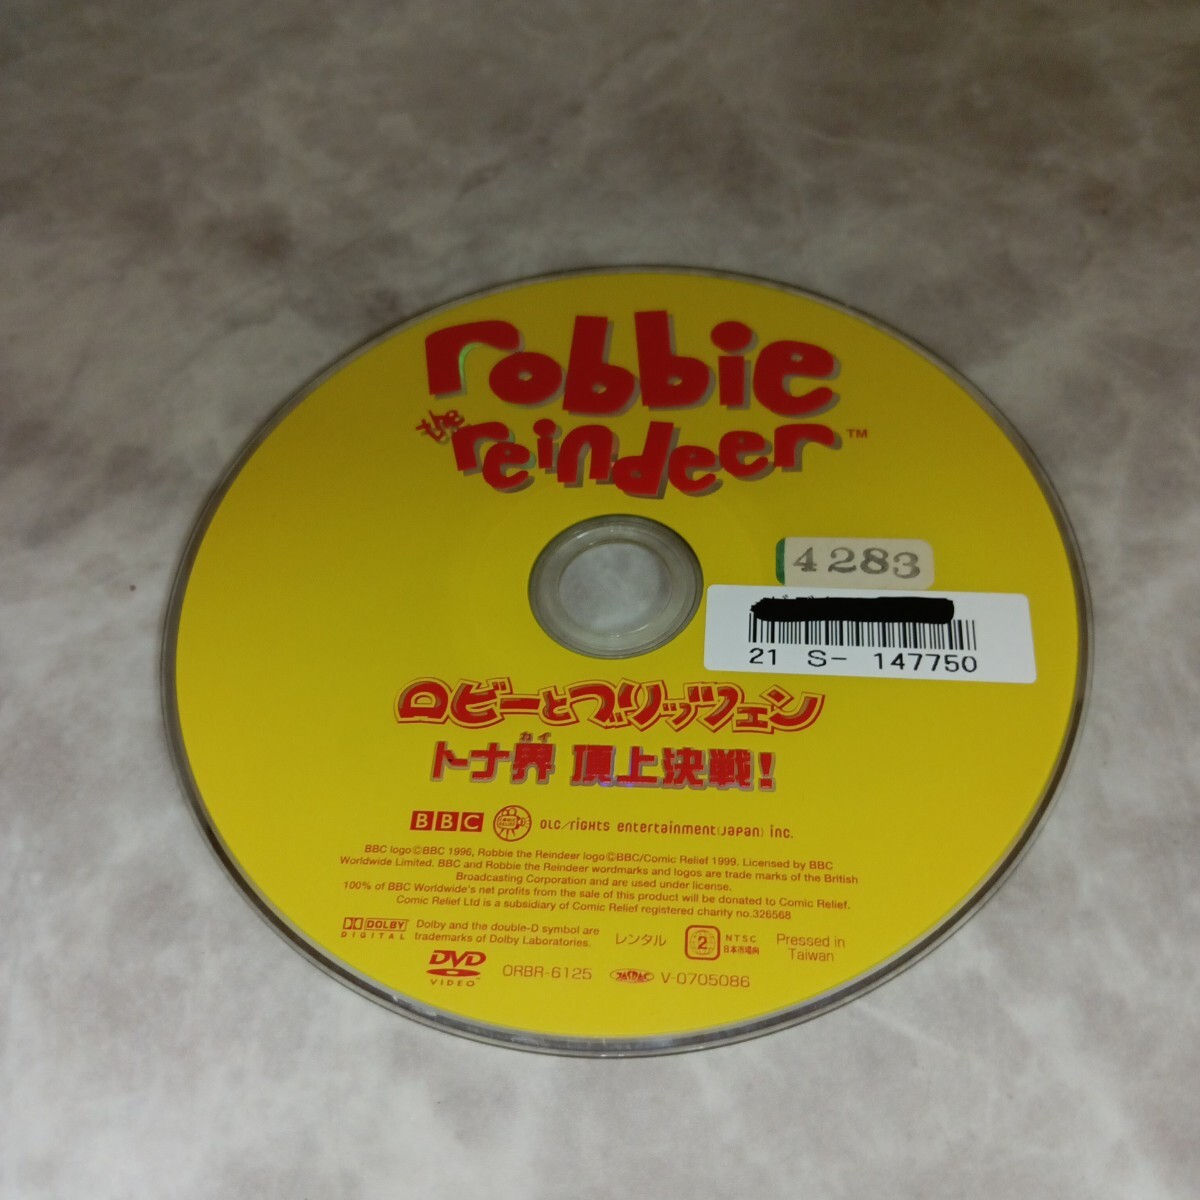 robbie
the reindeer™
4283
21 S- 147750
ロビーとブリッツェン
カイ
トナ界 頂上決戦!
BBC OLC/rights entertainment(Japan) inc.
BBC logo©BBC 1996, Robbie the Reindeer logo©BBC/Comic Relief 1999. Licensed by BBC
Worldwide Limited. BBC and Robbie the Reindeer wordmarks and logos are trade marks of the British
Broadcasting Corporation and are used under license.
100% of BBC Worldwide's net profits from the sale of this product will be donated to Comic Relief.
Comic Relief Ltd is a subsidiary of Comic Relief registered charity no.326568
DOLBY
DIGITAL
Dolby and the double-D symbol are
trademarks of Dolby Laboratories.
レンタル
2
NTSC
日本市場向
Pressed in
Taiwan
DVD
VIDEO
ORBR-6125
JASRAC
V-0705086